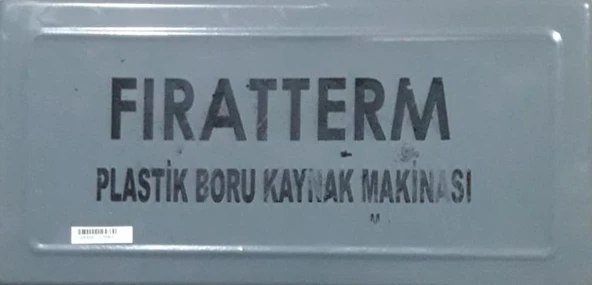 FIRATTERM
PLASTİK BORU KAYNAK MAKİNASI